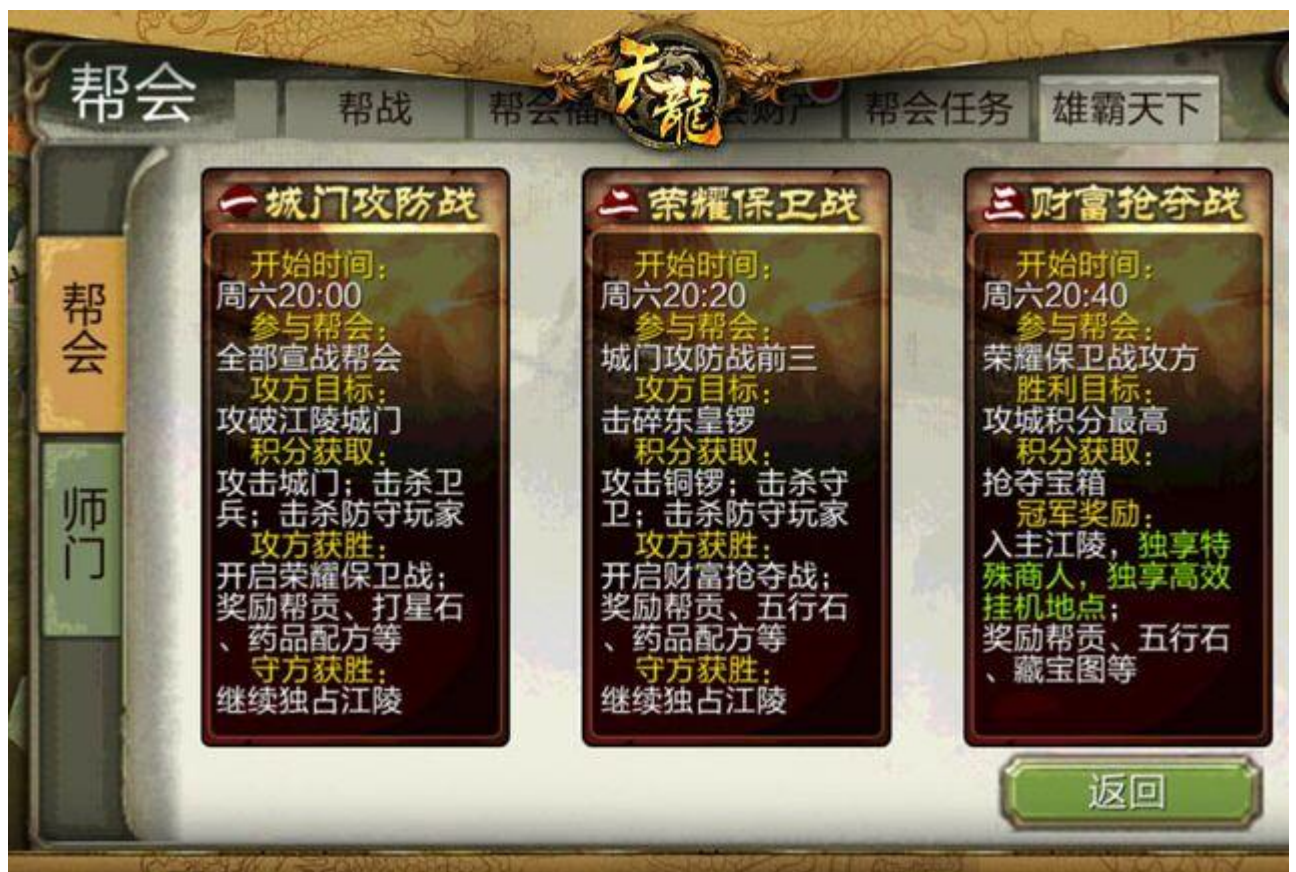 帮会
帮战
帮会福
财产
帮会任务
雄霸天下
天龍
帮会
师门
一 城门攻防战
开始时间：
周六20:00
参与帮会：
全部宣战帮会
攻方目标：
攻破江陵城门
积分获取：
攻击城门；击杀卫
兵；击杀防守玩家
攻方获胜：
开启荣耀保卫战；
奖励帮贡、打星石
、药品配方等
守方获胜：
继续独占江陵
二 荣耀保卫战
开始时间：
周六20:20
参与帮会：
城门攻防战前三
攻方目标：
击碎东皇锣
积分获取：
攻击铜锣；击杀守
卫；击杀防守玩家
攻方获胜：
开启财富抢夺战；
奖励帮贡、五行石
、药品配方等
守方获胜：
继续独占江陵
三 财富抢夺战
开始时间：
周六20:40
参与帮会：
荣耀保卫战攻方
胜利目标：
攻城积分最高
积分获取：
抢夺宝箱
冠军奖励：
入主江陵，独享特
殊商人，独享高效
挂机地点；
奖励帮贡、五行石
、藏宝图等
返回